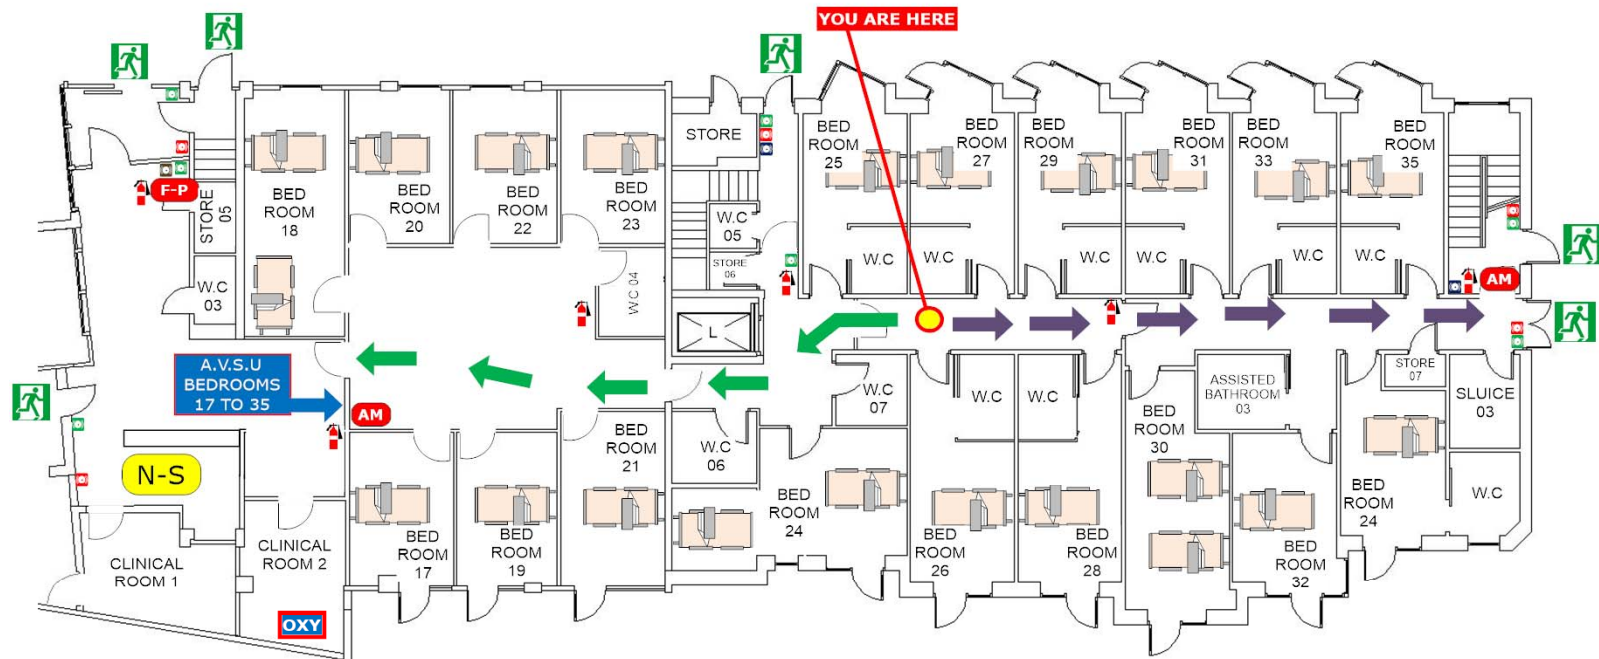 YOU ARE HERE
STORE
BED
ROOM
25
BED
ROOM
27
BED
ROOM
29
BED
ROOM
31
BED
ROOM
33
BED
ROOM
35
F-P
STORE
05
BED
ROOM
18
BED
ROOM
20
BED
ROOM
22
BED
ROOM
23
W.C
05
STORE
06
W.C
W.C
W.C
W.C
W.C
W.C
W.C
03
W.C 04
AM
L
A.V.S.U
BEDROOMS
17 TO 35
AM
W.C
07
W.C
W.C
ASSISTED
BATHROOM
03
STORE
07
SLUICE
03
BED
ROOM
30
BED
ROOM
21
W.C
06
N-S
BED
ROOM
24
BED
ROOM
24
W.C
CLINICAL
ROOM 1
CLINICAL
ROOM 2
BED
ROOM
17
BED
ROOM
19
BED
ROOM
26
BED
ROOM
28
BED
ROOM
32
OXY